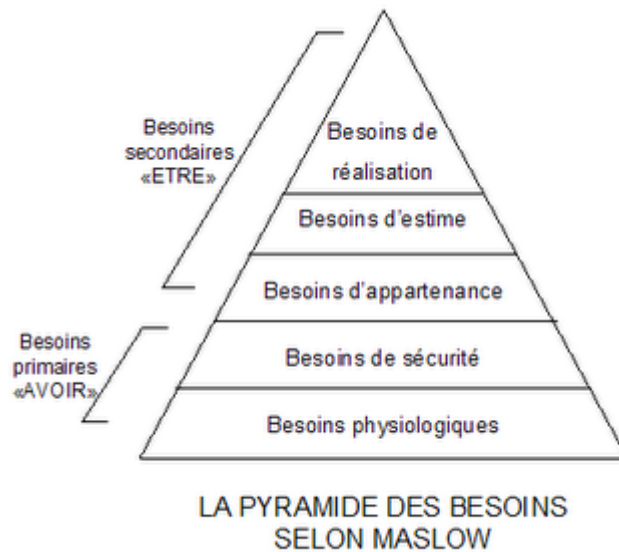 Besoins de
réalisation
Besoins d'estime
Besoins d'appartenance
Besoins de sécurité
Besoins physiologiques
Besoins
secondaires
«ETRE»
Besoins
primaires
«AVOIR»
LA PYRAMIDE DES BESOINS
SELON MASLOW